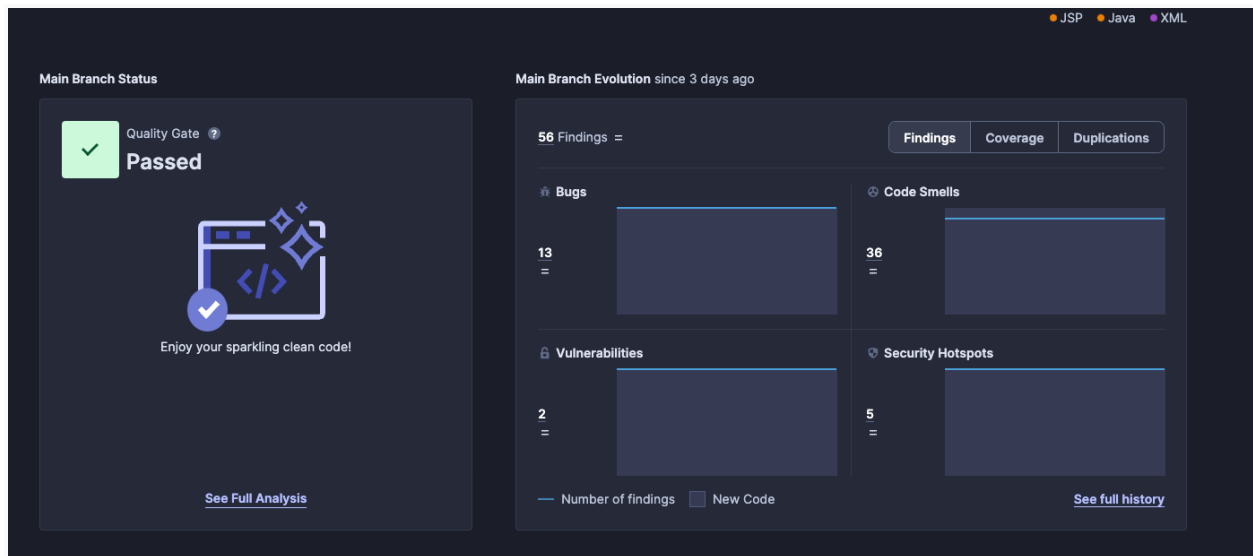 JSP Java XML
Main Branch Status
Quality Gate ?
Passed
</>
Enjoy your sparkling clean code!
See Full Analysis
Main Branch Evolution since 3 days ago
56 Findings =
Findings Coverage Duplications
Bugs
13
=
Code Smells
36
=
Vulnerabilities
2
=
Security Hotspots
5
=
Number of findings New Code
See full history